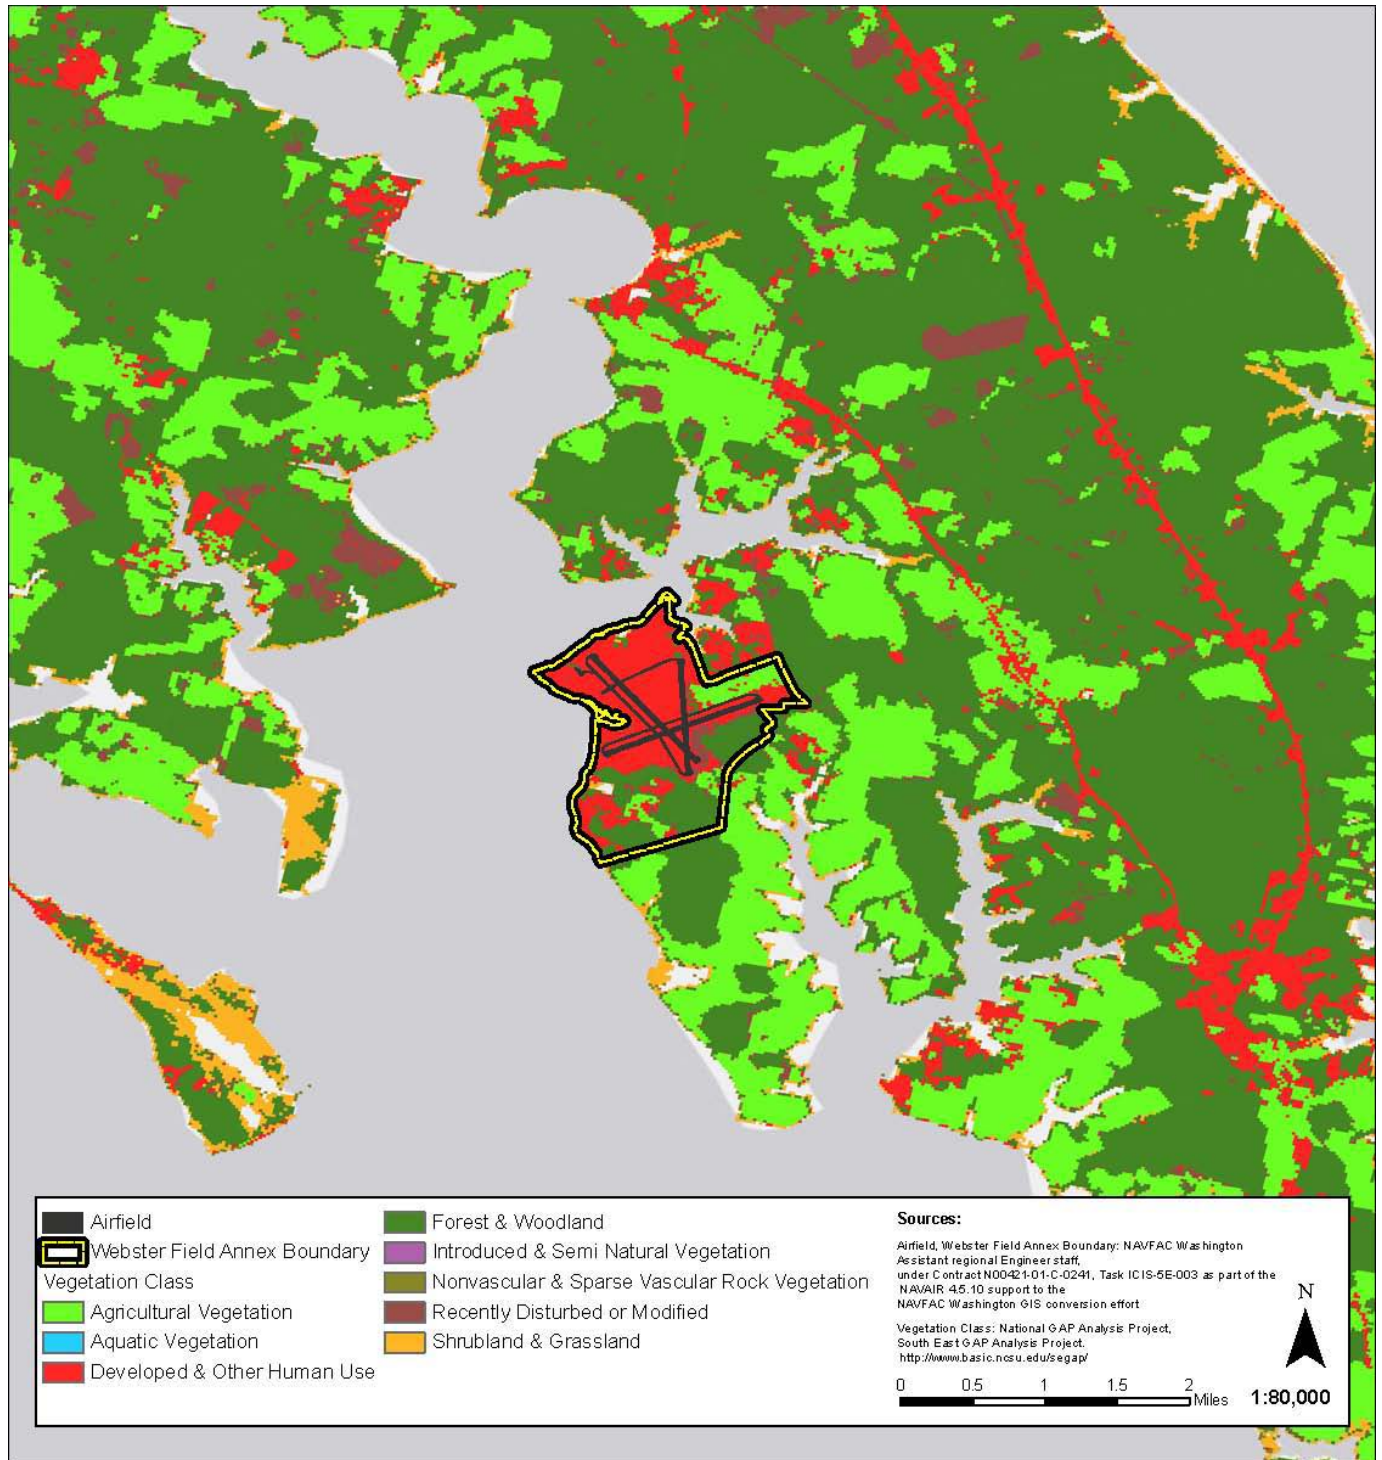 Airfield
Webster Field Annex Boundary
Vegetation Class
Agricultural Vegetation
Aquatic Vegetation
Developed & Other Human Use
Forest & Woodland
Introduced & Semi Natural Vegetation
Nonvascular & Sparse Vascular Rock Vegetation
Recently Disturbed or Modified
Shrubland & Grassland
Sources:
Airfield, Webster Field Annex Boundary: NAVFAC Washington
Assistant regional Engineer staff,
under Contract N00421-01-C-0241, Task ICIS-5E-003 as part of the
NAVAIR 4.5.10 support to the
NAVFAC Washington GIS conversion effort
Vegetation Class: National GAP Analysis Project,
South East GAP Analysis Project.
http://www.basic.ncsu.edu/segap/
N
0 0.5 1 1.5 2
Miles
1:80,000